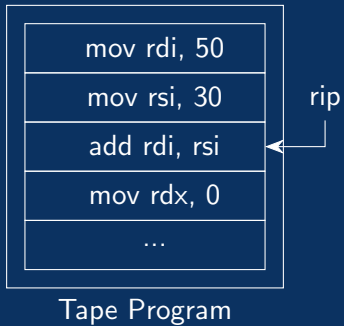 mov rdi, 50
mov rsi, 30
rip
add rdi, rsi
mov rdx, 0
...
Tape Program